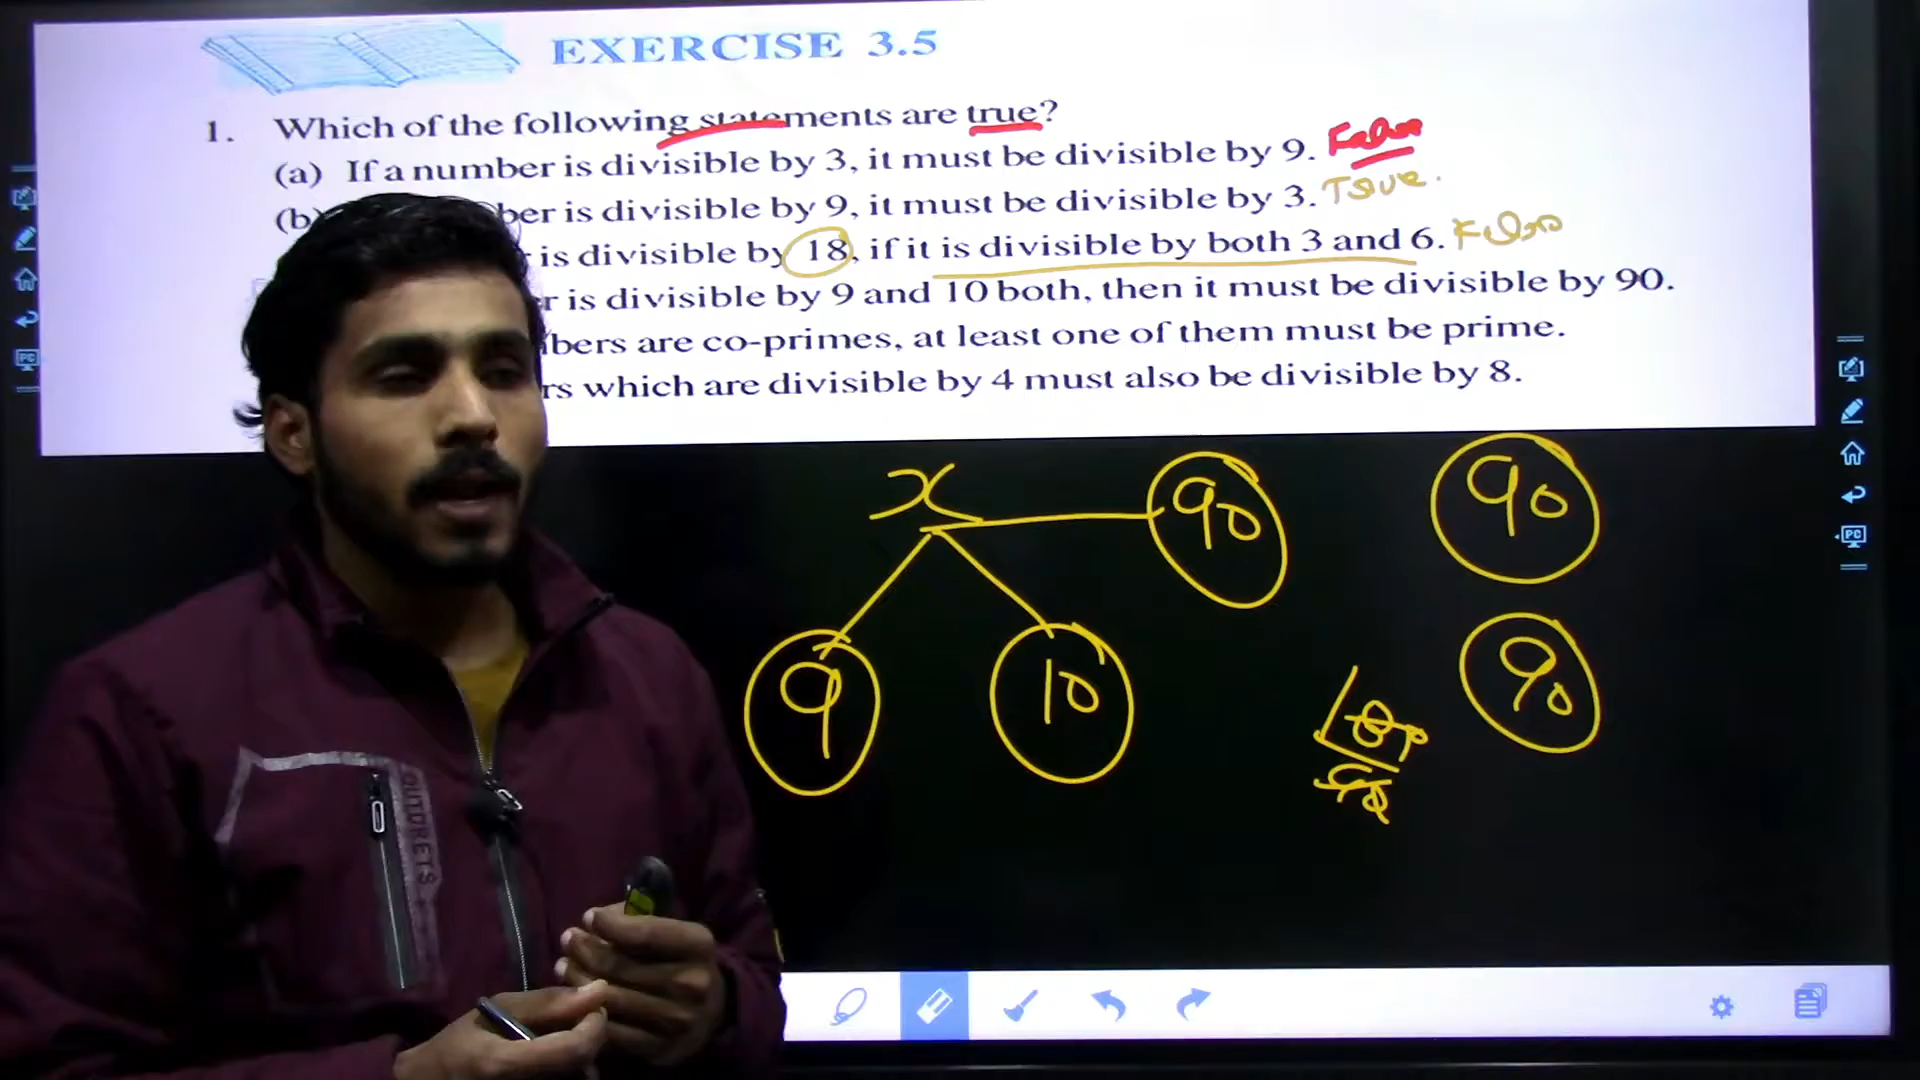 EXERCISE 3.5
1. Which of the following statements are true?
(a) If a number is divisible by 3, it must be divisible by 9. False
(b) ber is divisible by 9, it must be divisible by 3. True.
r is divisible by 18, if it is divisible by both 3 and 6. False
r is divisible by 9 and 10 both, then it must be divisible by 90.
bers are co-primes, at least one of them must be prime.
rs which are divisible by 4 must also be divisible by 8.
x 90 90
9 10 90
OUTDRETS
PC
PC